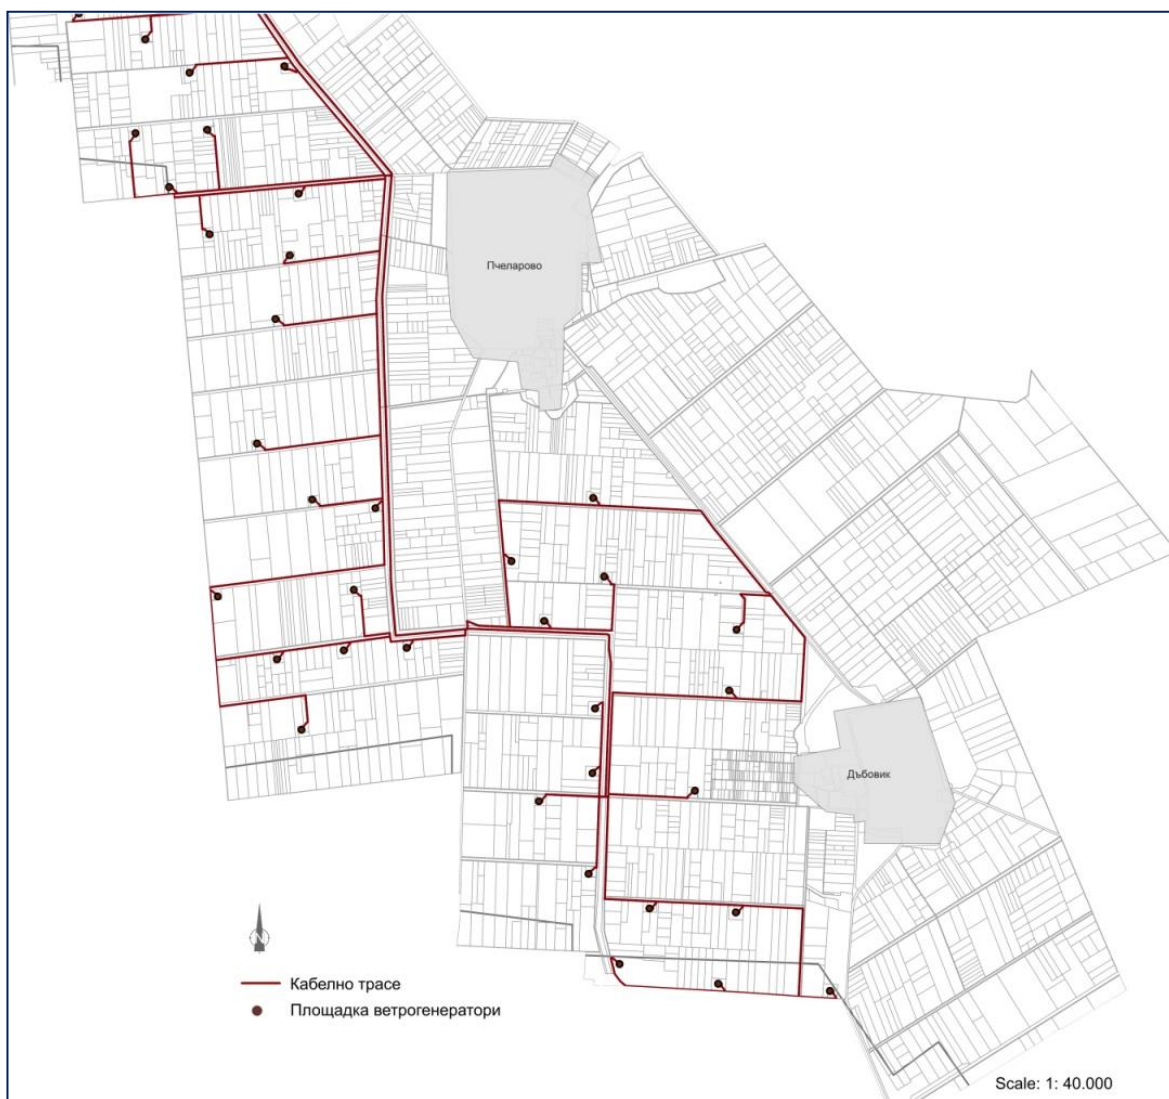 Пчеларово
Дъбовик
N
Кабелно трасе
Площадка ветрогенератори
Scale: 1: 40.000